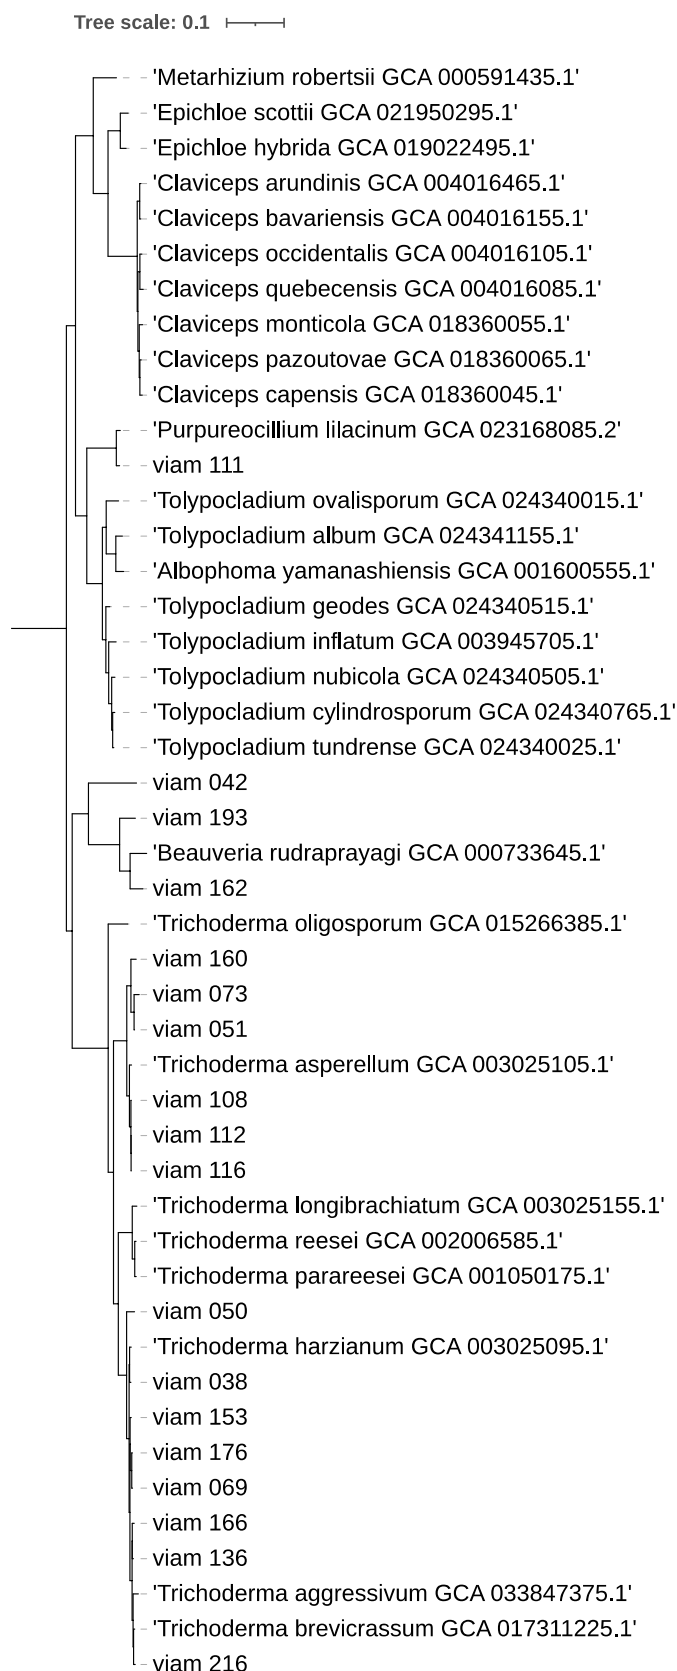 Tree scale: 0.1
'Metarhizium robertsii GCA 000591435.1'
'Epichloe scottii GCA 021950295.1'
'Epichloe hybrida GCA 019022495.1'
'Claviceps arundinis GCA 004016465.1'
'Claviceps bavariensis GCA 004016155.1'
'Claviceps occidentalis GCA 004016105.1'
'Claviceps quebecensis GCA 004016085.1'
'Claviceps monticola GCA 018360055.1'
'Claviceps pazoutovae GCA 018360065.1'
'Claviceps capensis GCA 018360045.1'
'Purpureocillium lilacinum GCA 023168085.2'
viam 111
'Tolypocladium ovalisporum GCA 024340015.1'
'Tolypocladium album GCA 024341155.1'
'Albophoma yamanashiensis GCA 001600555.1'
'Tolypocladium geodes GCA 024340515.1'
'Tolypocladium inflatum GCA 003945705.1'
'Tolypocladium nubicola GCA 024340505.1'
'Tolypocladium cylindrosporum GCA 024340765.1'
'Tolypocladium tundrense GCA 024340025.1'
viam 042
viam 193
'Beauveria rudraprayagi GCA 000733645.1'
viam 162
'Trichoderma oligosporum GCA 015266385.1'
viam 160
viam 073
viam 051
'Trichoderma asperellum GCA 003025105.1'
viam 108
viam 112
viam 116
'Trichoderma longibrachiatum GCA 003025155.1'
'Trichoderma reesei GCA 002006585.1'
'Trichoderma parareesei GCA 001050175.1'
viam 050
'Trichoderma harzianum GCA 003025095.1'
viam 038
viam 153
viam 176
viam 069
viam 166
viam 136
'Trichoderma aggressivum GCA 033847375.1'
'Trichoderma brevicrassum GCA 017311225.1'
viam 216